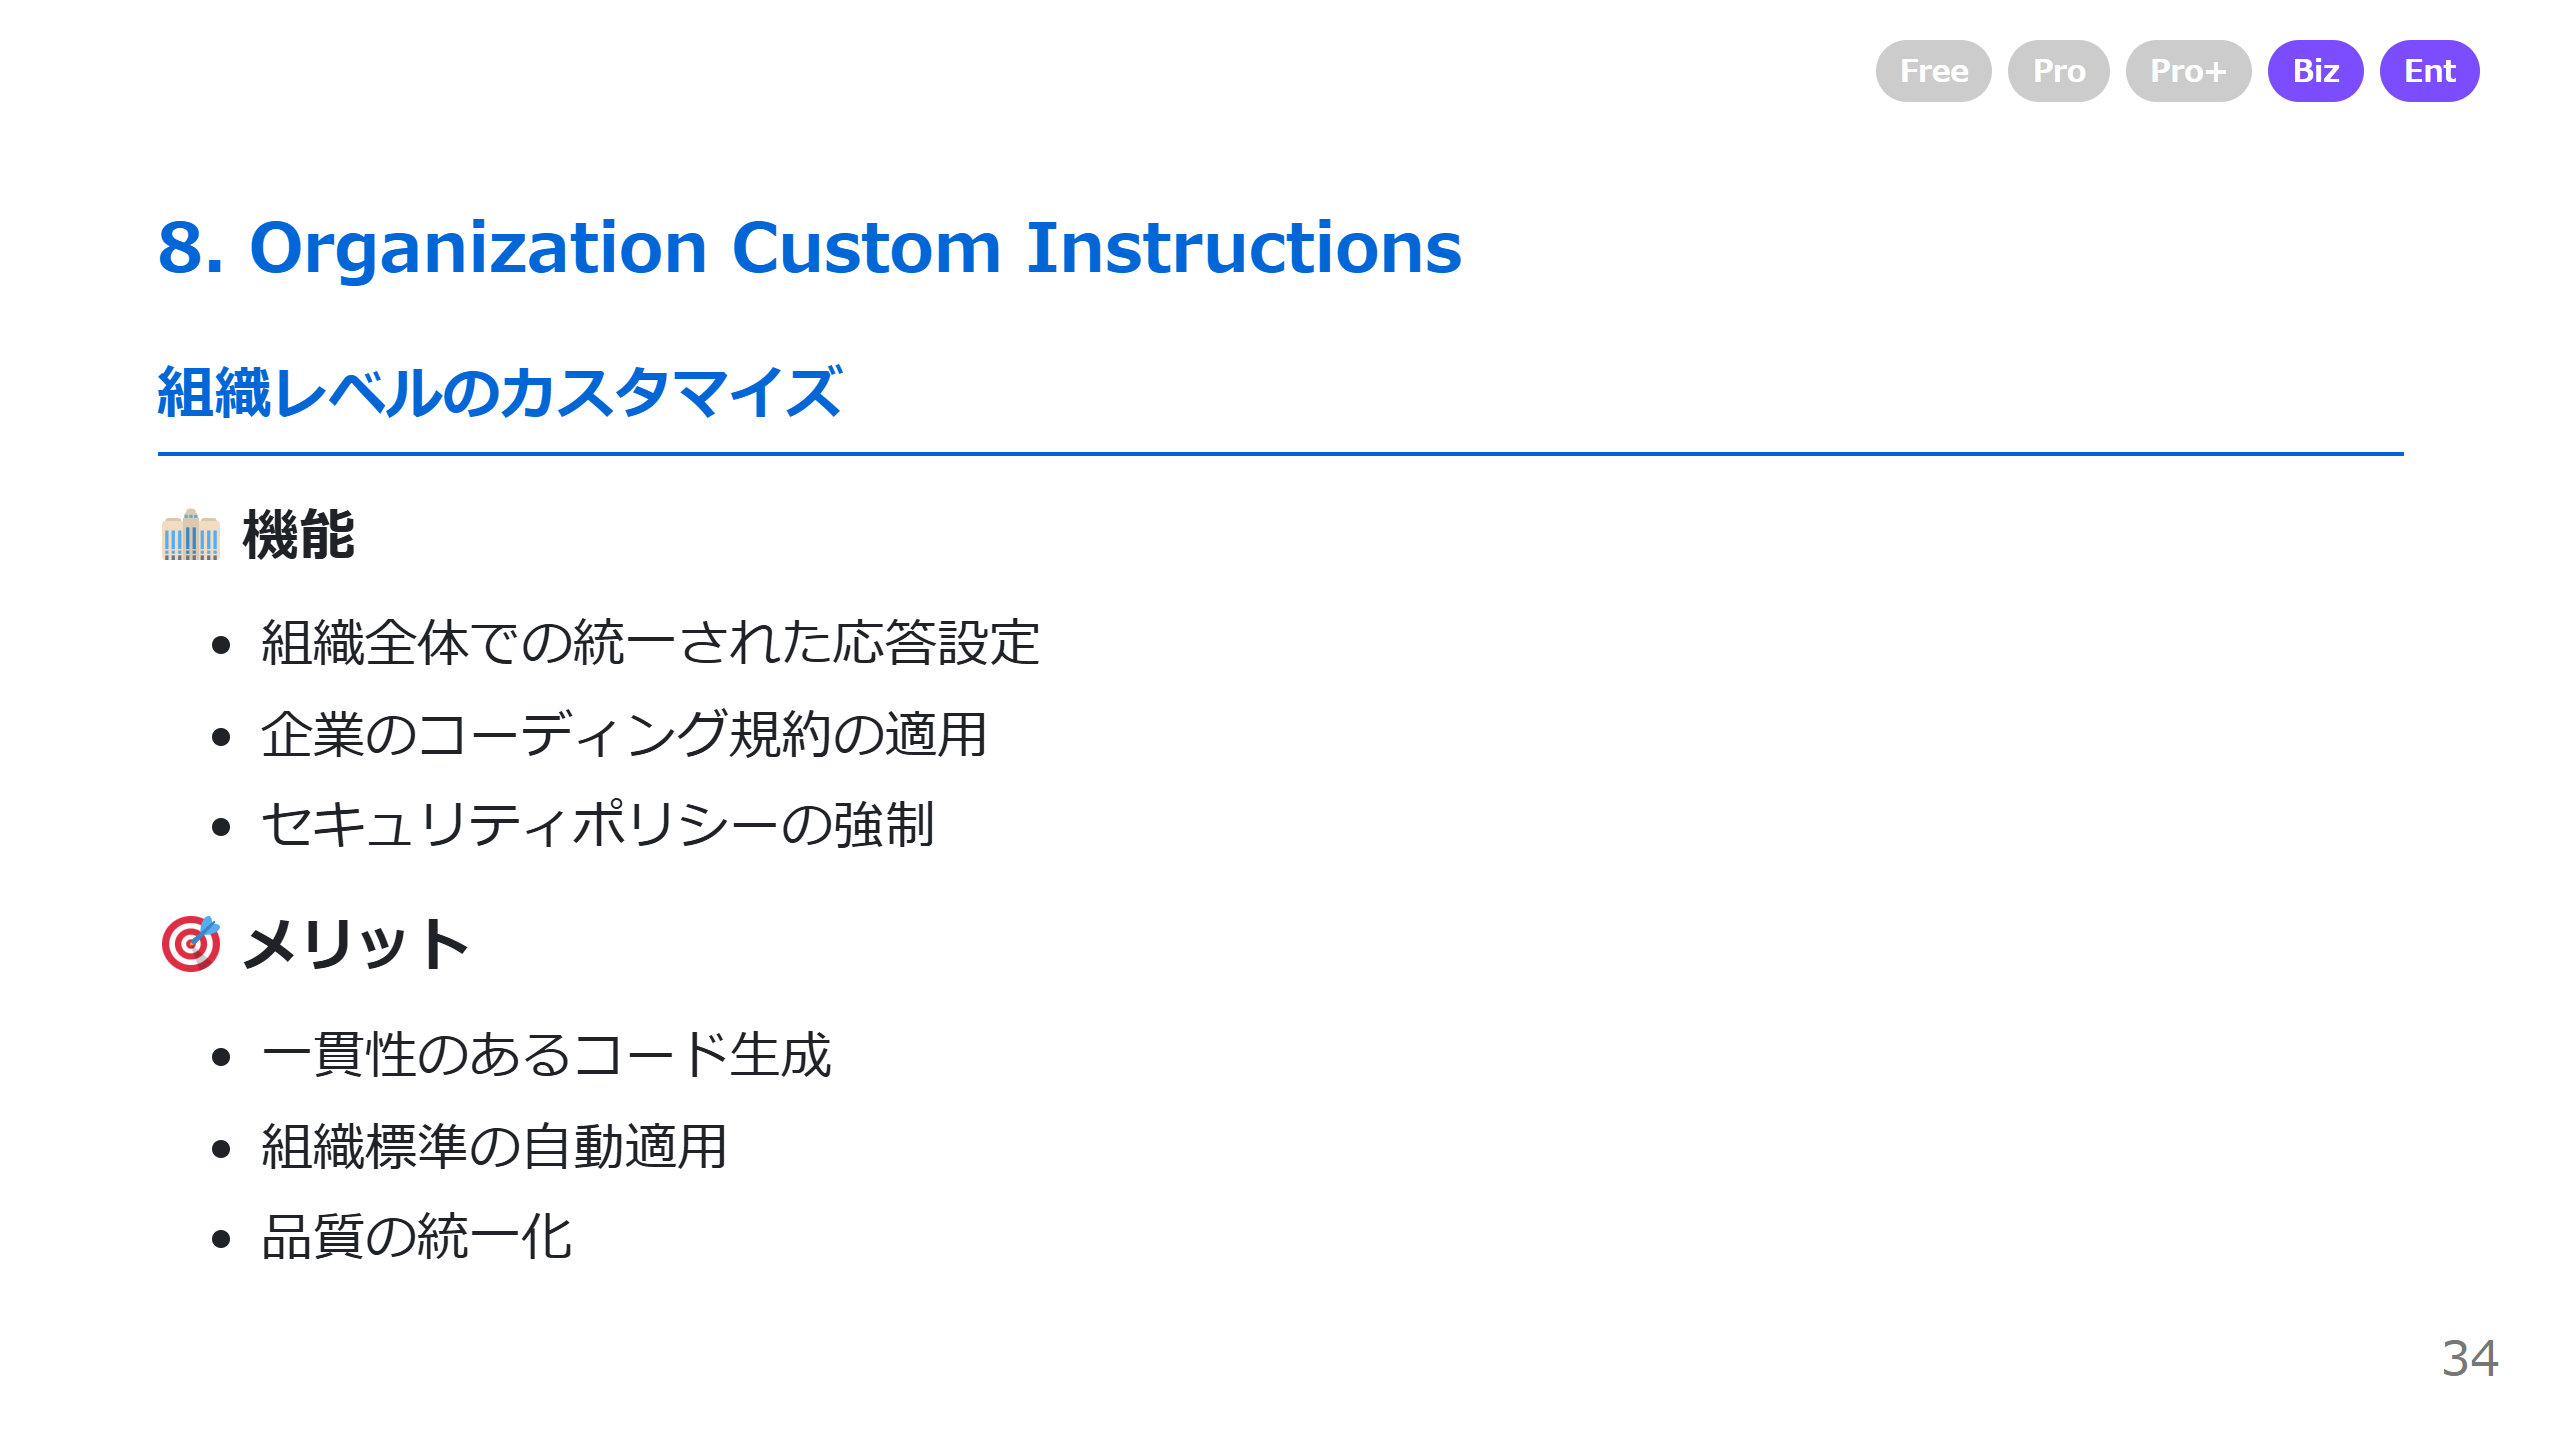 Free Pro Pro+ Biz Ent
8. Organization Custom Instructions
組織レベルのカスタマイズ
🏢 機能
• 組織全体での統一された応答設定
• 企業のコーディング規約の適用
• セキュリティポリシーの強制
🎯 メリット
• 一貫性のあるコード生成
• 組織標準の自動適用
• 品質の統一化
34